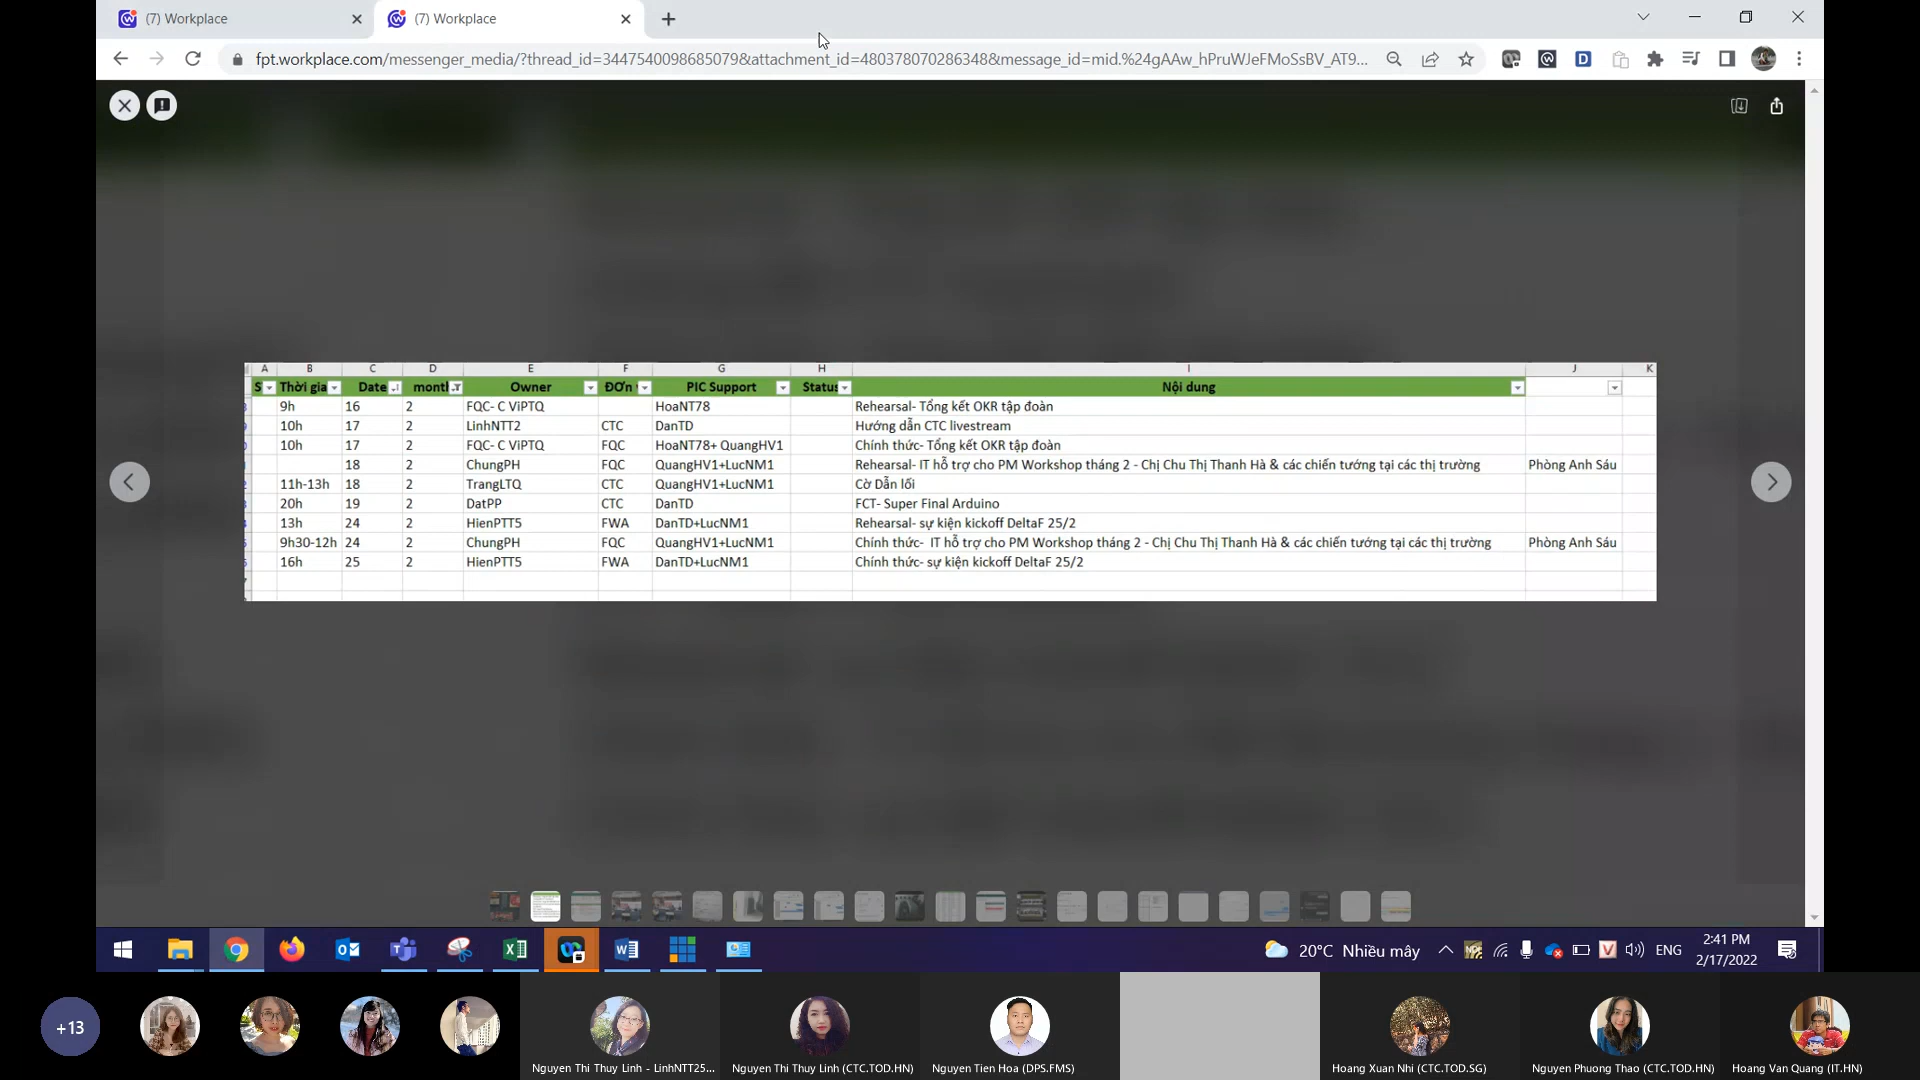 (7) Workplace
(7) Workplace
fpt.workplace.com/messenger_media/?thread_id=3447540098685079&attachment_id=480378070286348&message_id=mid.%24gAAw_hPruWJeFMoSsBV_AT9...
A B C D E F G H I J K
S Thời gia Date month Owner ĐƠn PIC Support Status Nội dung
9h 16 2 FQC- C ViPTQ HoaNT78 Rehearsal- Tổng kết OKR tập đoàn
10h 17 2 LinhNTT2 CTC DanTD Hướng dẫn CTC livestream
10h 17 2 FQC- C ViPTQ FQC HoaNT78+ QuangHV1 Chính thức- Tổng kết OKR tập đoàn
18 2 ChungPH FQC QuangHV1+LucNM1 Rehearsal- IT hỗ trợ cho PM Workshop tháng 2 - Chị Chu Thị Thanh Hà & các chiến tướng tại các thị trường Phòng Anh Sáu
11h-13h 18 2 TrangLTQ CTC QuangHV1+LucNM1 Cờ Dẫn lối
20h 19 2 DatPP CTC DanTD FCT- Super Final Arduino
13h 24 2 HienPTT5 FWA DanTD+LucNM1 Rehearsal- sự kiện kickoff DeltaF 25/2
9h30-12h 24 2 ChungPH FQC QuangHV1+LucNM1 Chính thức- IT hỗ trợ cho PM Workshop tháng 2 - Chị Chu Thị Thanh Hà & các chiến tướng tại các thị trường Phòng Anh Sáu
16h 25 2 HienPTT5 FWA DanTD+LucNM1 Chính thức- sự kiện kickoff DeltaF 25/2
20°C Nhiều mây ENG 2:41 PM
2/17/2022
+13
Nguyen Thi Thuy Linh - LinhNTT25... Nguyen Thi Thuy Linh (CTC.TOD.HN) Nguyen Tien Hoa (DPS.FMS) Hoang Xuan Nhi (CTC.TOD.SG) Nguyen Phuong Thao (CTC.TOD.HN) Hoang Van Quang (IT.HN)